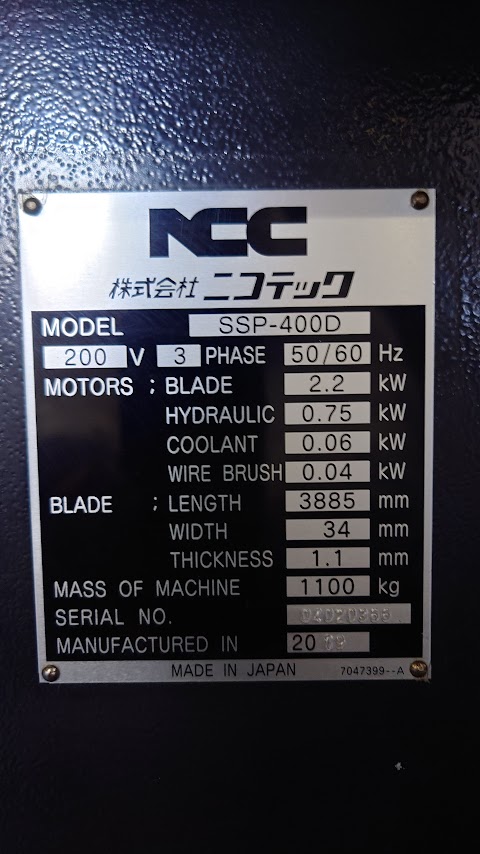 NCC
株式会社 ニコテック
MODEL SSP-400D
200 V 3 PHASE 50/60 Hz
MOTORS ; BLADE 2.2 kW
HYDRAULIC 0.75 kW
COOLANT 0.06 kW
WIRE BRUSH 0.04 kW
BLADE ; LENGTH 3885 mm
WIDTH 34 mm
THICKNESS 1.1 mm
MASS OF MACHINE 1100 kg
SERIAL NO.
MANUFACTURED IN 20
MADE IN JAPAN 7047399--A